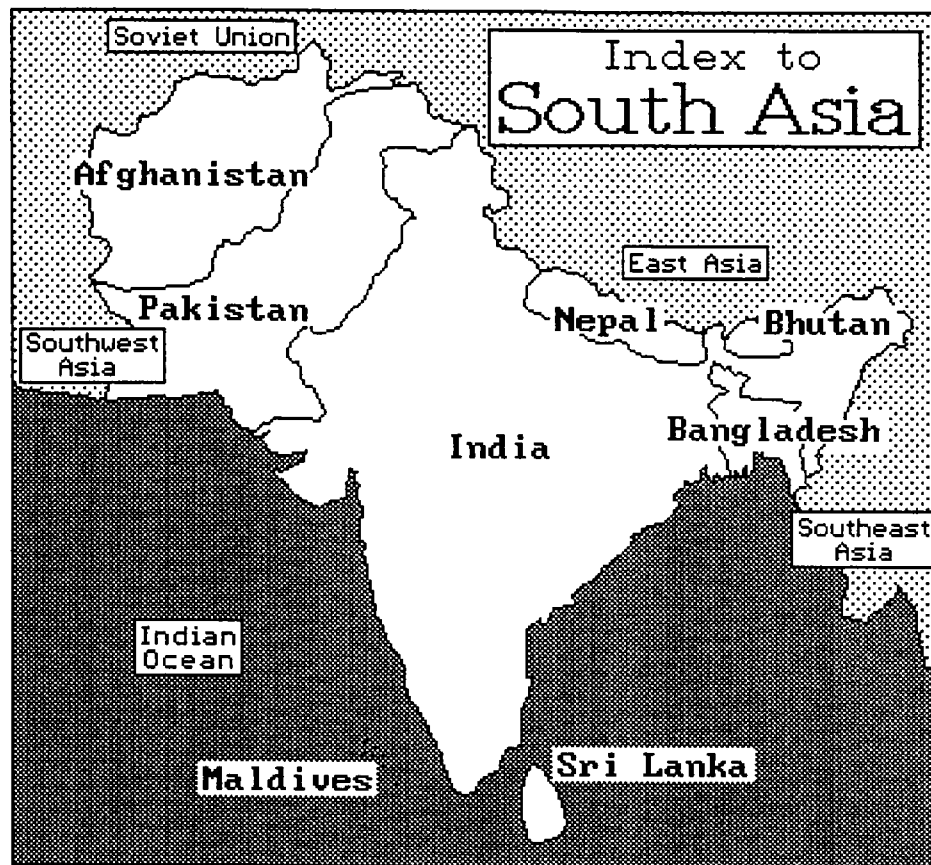 Soviet Union
Index to
South Asia
Afghanistan
East Asia
Pakistan
Nepal
Bhutan
Southwest
Asia
Bangladesh
India
Southeast
Asia
Indian
Ocean
Maldives
Sri Lanka